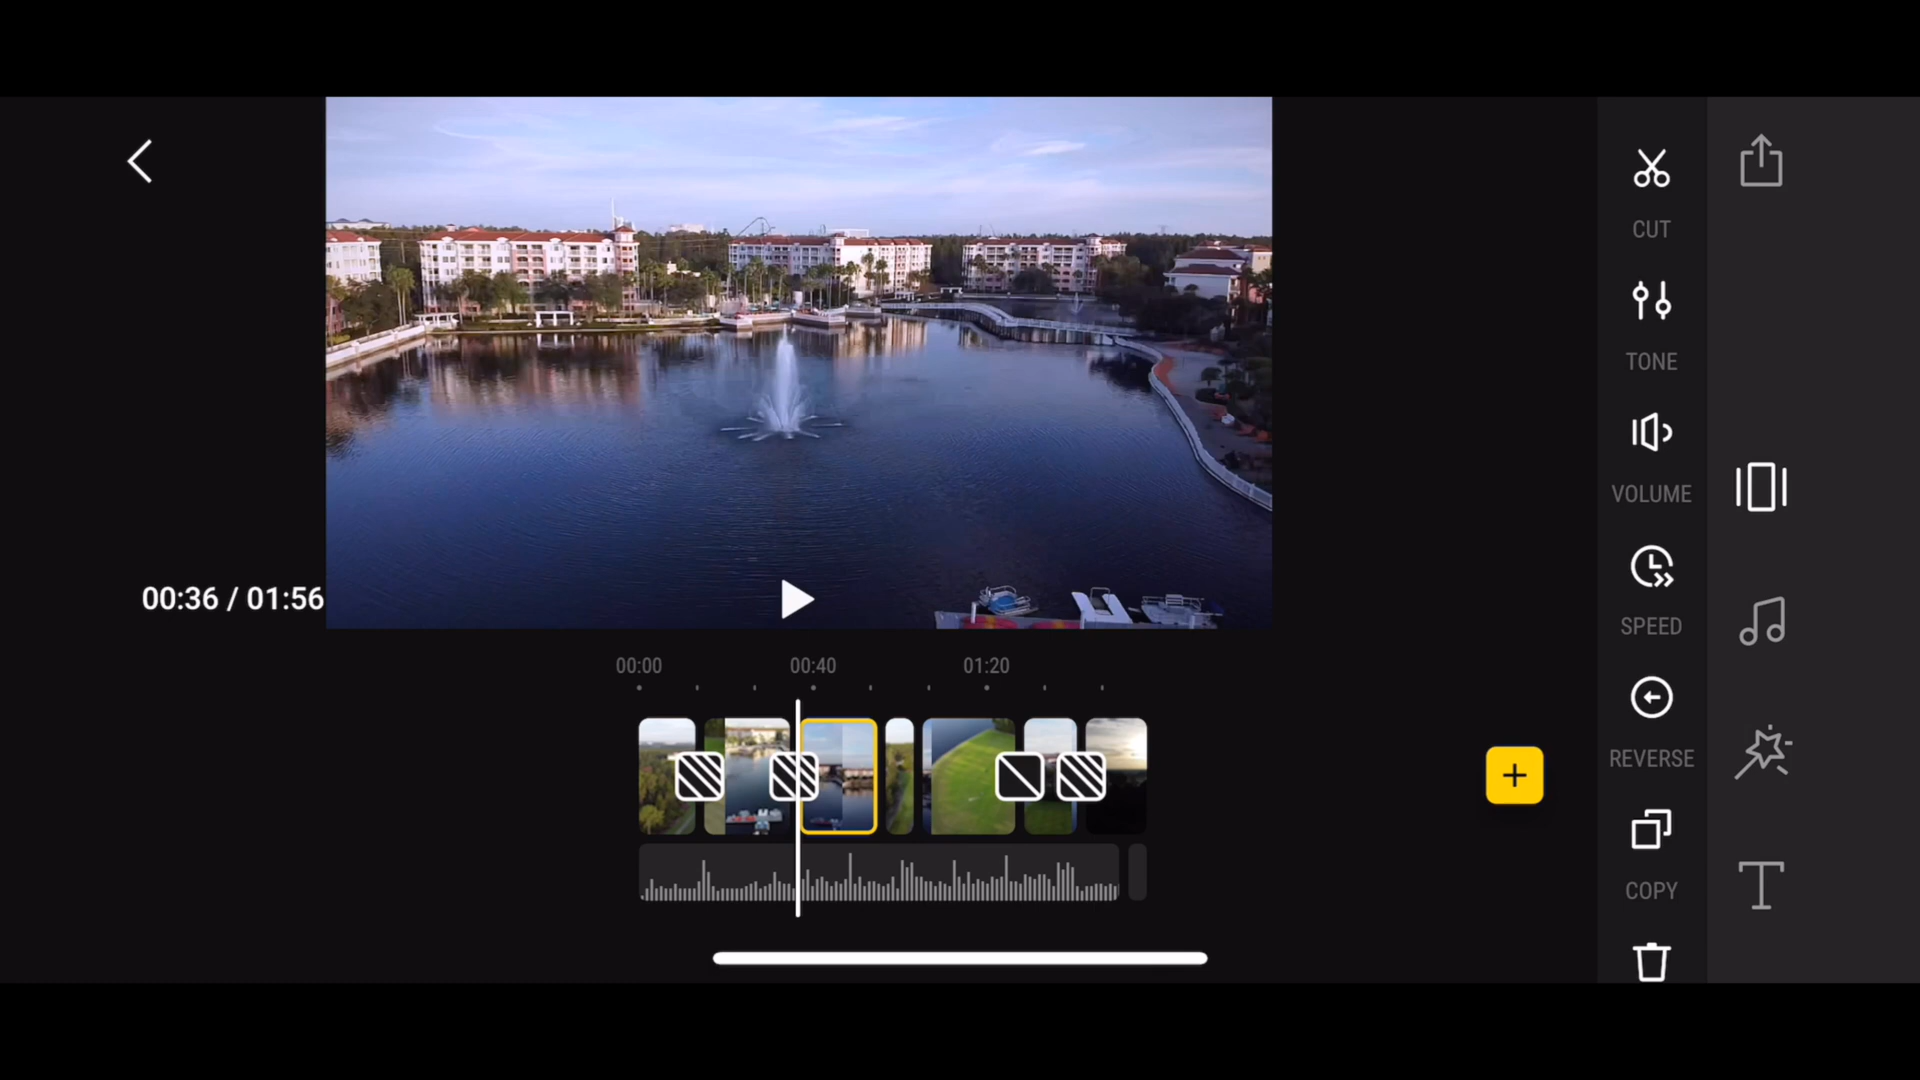 CUT
TONE
VOLUME
SPEED
REVERSE
COPY
00:36 / 01:56
00:00 00:40 01:20